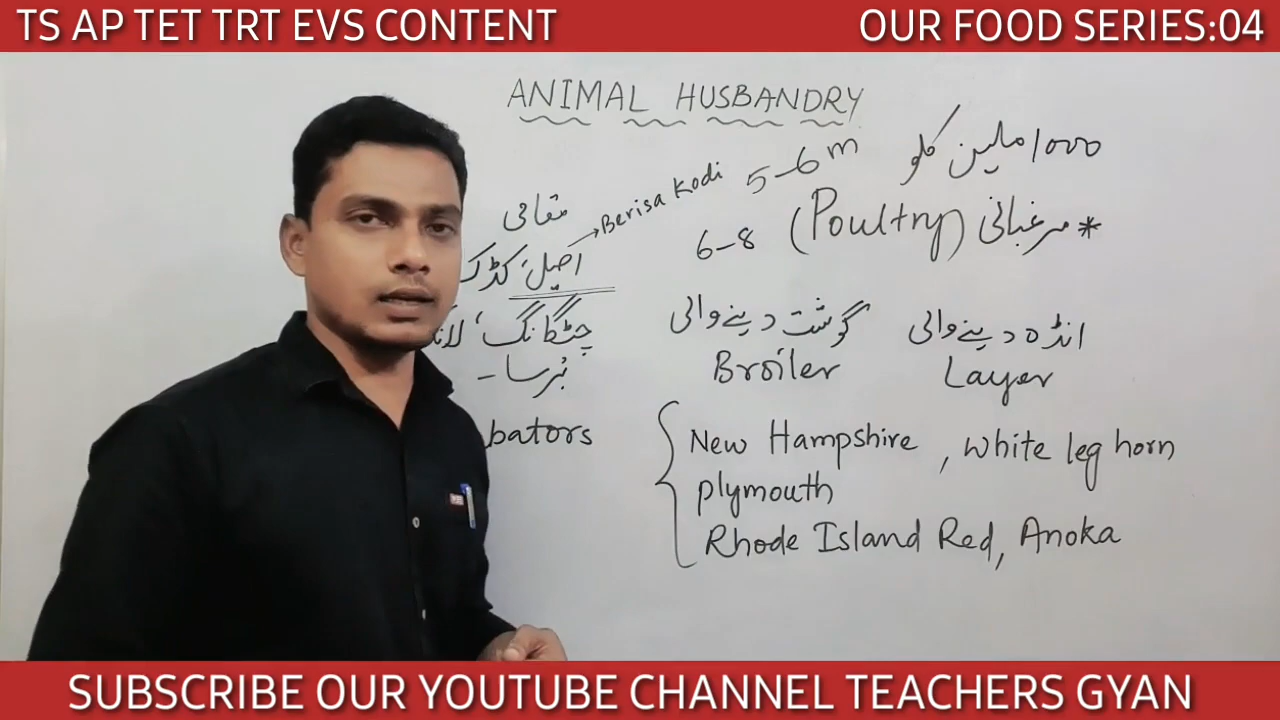 TS AP TET TRT EVS CONTENT
OUR FOOD SERIES:04
ANIMAL HUSBANDRY
1000 ملین کلو
5-6 m
* مرغبانی (Poultry) 6-8
انڈہ دینے والی
گوشت دینے والی
Layer
Broiler
New Hampshire, White leg horn
plymouth
Rhode Island Red, Anoka
مقامی
Berisa Kodi
اصیل، کڑک
چٹگانگ، لانگ
بُرسا۔
bators
SUBSCRIBE OUR YOUTUBE CHANNEL TEACHERS GYAN